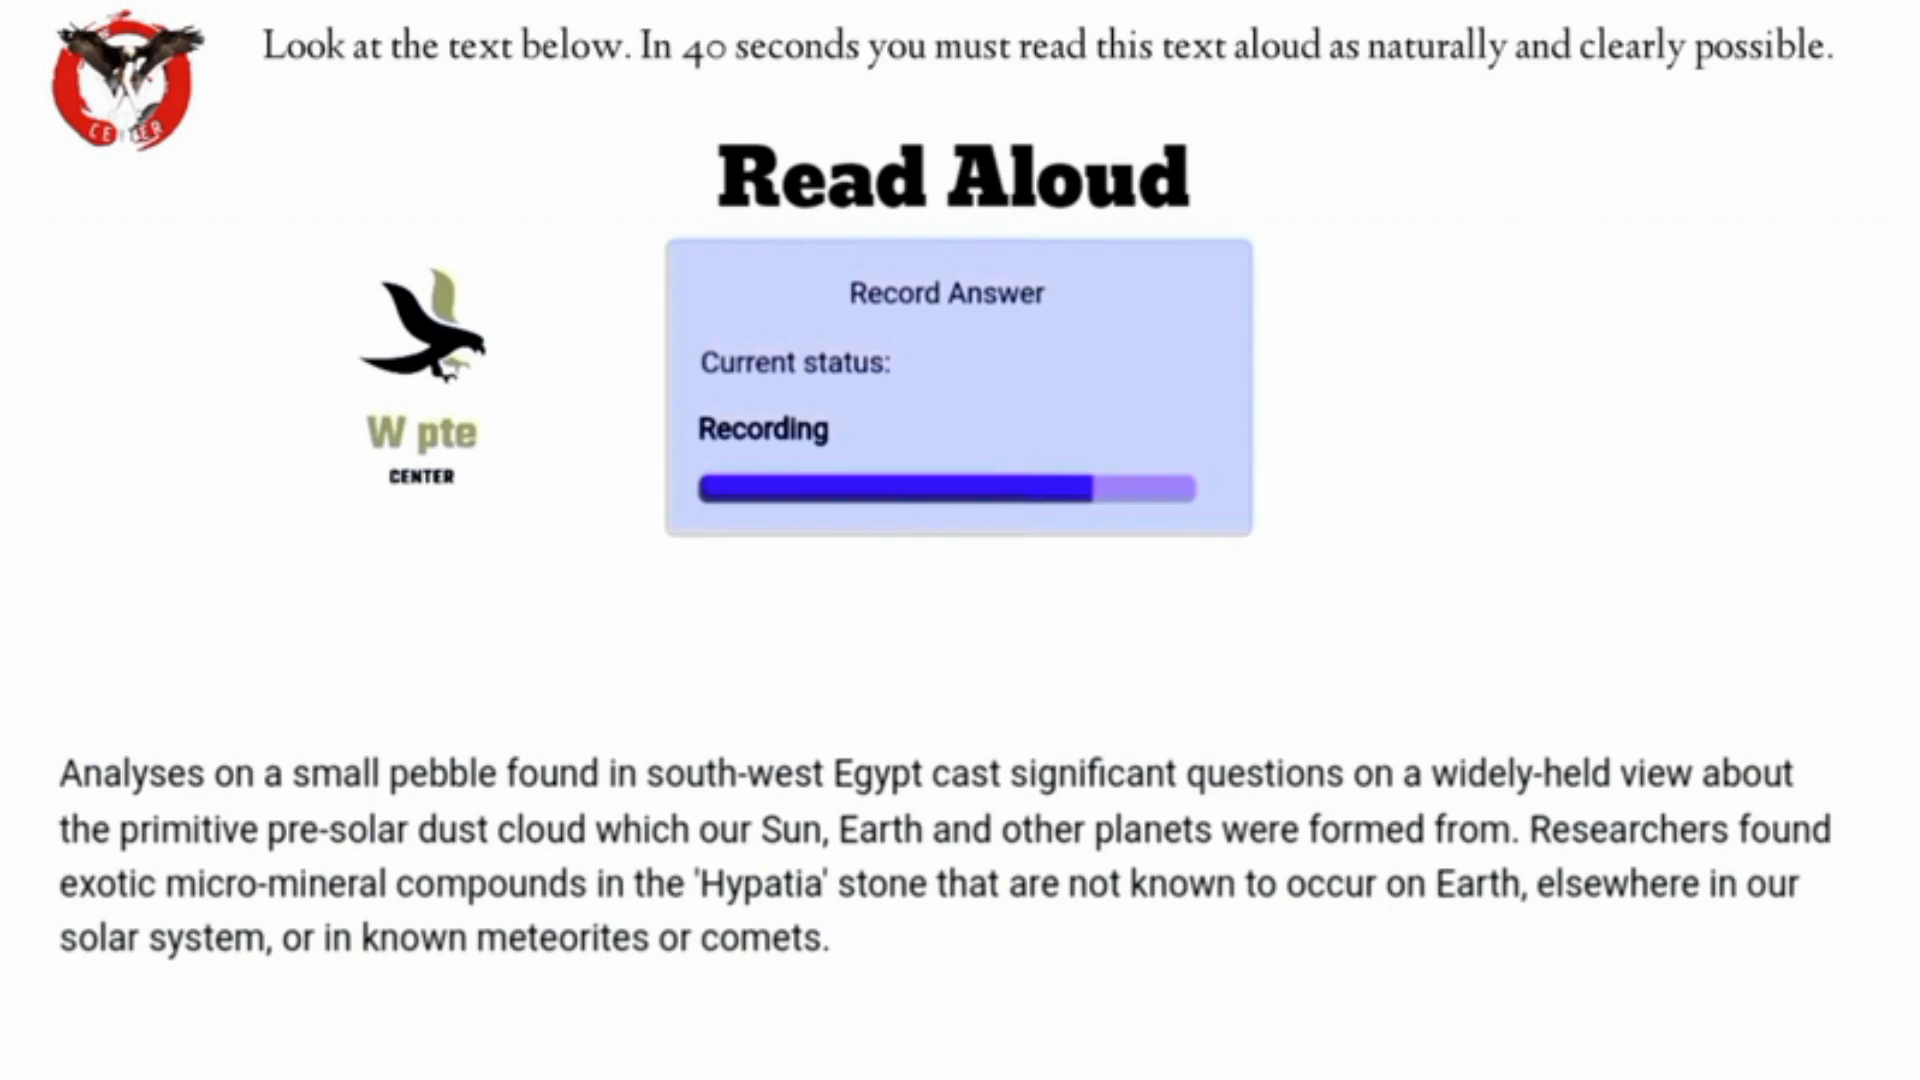 Look at the text below. In 40 seconds you must read this text aloud as naturally and clearly possible.
CENTER
Read Aloud
Record Answer
Current status:
Recording
W pte
CENTER
Analyses on a small pebble found in south-west Egypt cast significant questions on a widely-held view about
the primitive pre-solar dust cloud which our Sun, Earth and other planets were formed from. Researchers found
exotic micro-mineral compounds in the 'Hypatia' stone that are not known to occur on Earth, elsewhere in our
solar system, or in known meteorites or comets.